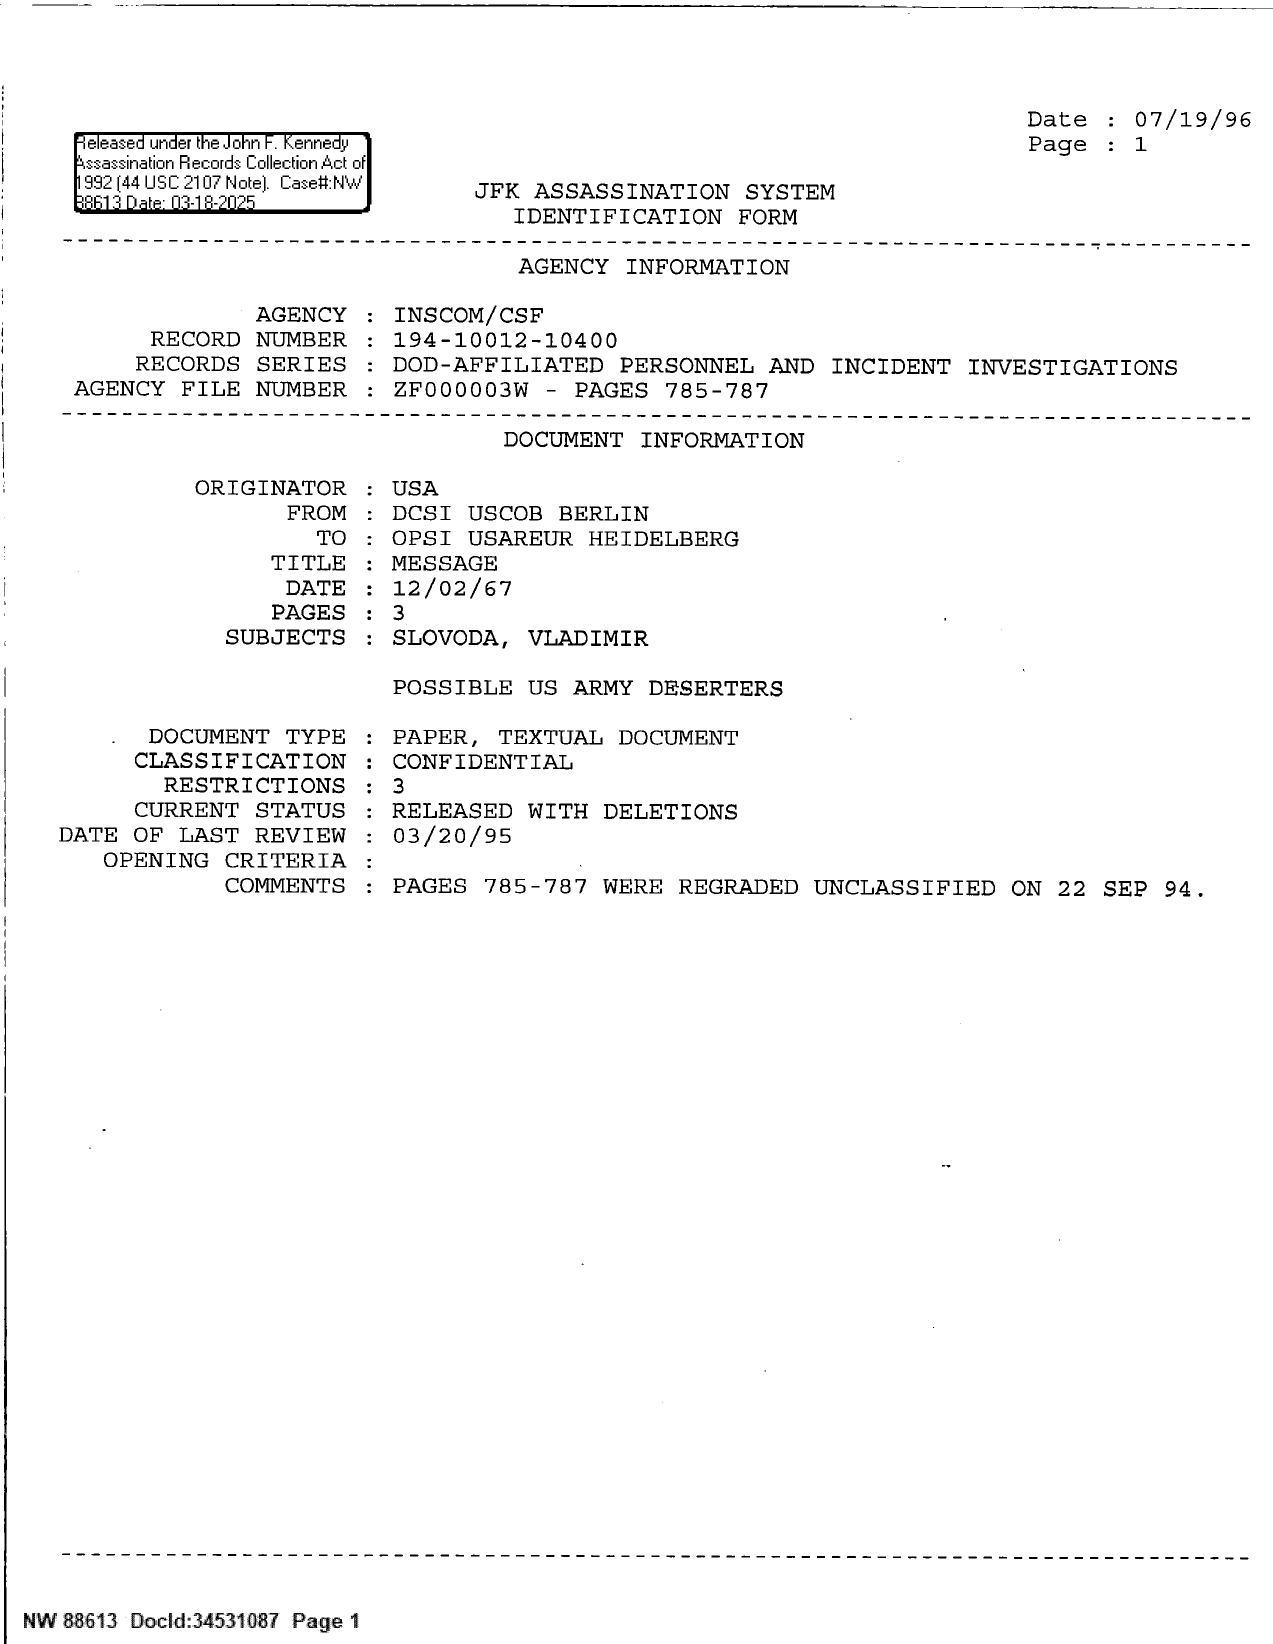 Date : 07/19/96
Page : 1
Released under the John F. Kennedy
Assassination Records Collection Act of
1992 (44 USC 2107 Note). Case#:NW
88613 Date: 03-18-2025
JFK ASSASSINATION SYSTEM
IDENTIFICATION FORM
AGENCY INFORMATION
AGENCY : INSCOM/CSF
RECORD NUMBER : 194-10012-10400
RECORDS SERIES : DOD-AFFILIATED PERSONNEL AND INCIDENT INVESTIGATIONS
AGENCY FILE NUMBER : ZF000003W - PAGES 785-787
DOCUMENT INFORMATION
ORIGINATOR : USA
FROM : DCSI USCOB BERLIN
TO : OPSI USAREUR HEIDELBERG
TITLE : MESSAGE
DATE : 12/02/67
PAGES : 3
SUBJECTS : SLOVODA, VLADIMIR
POSSIBLE US ARMY DESERTERS
DOCUMENT TYPE : PAPER, TEXTUAL DOCUMENT
CLASSIFICATION : CONFIDENTIAL
RESTRICTIONS : 3
CURRENT STATUS : RELEASED WITH DELETIONS
DATE OF LAST REVIEW : 03/20/95
OPENING CRITERIA :
COMMENTS : PAGES 785-787 WERE REGRADED UNCLASSIFIED ON 22 SEP 94.
NW 88613 DocId:34531087 Page 1